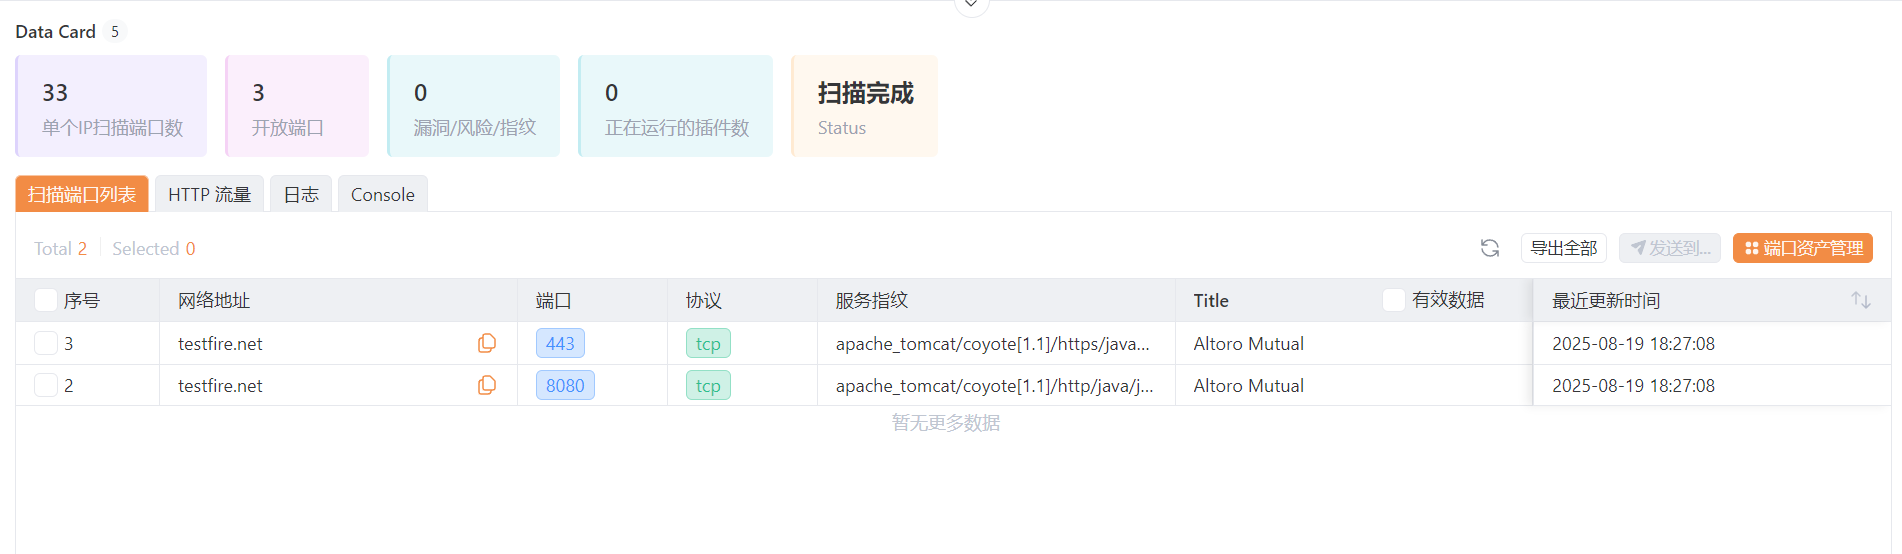 Data Card 5
33
单个IP扫描端口数
3
开放端口
0
漏洞/风险/指纹
0
正在运行的插件数
扫描完成
Status
扫描端口列表 HTTP 流量 日志 Console
Total 2 Selected 0 导出全部 发送到... 端口资产管理
序号 网络地址 端口 协议 服务指纹 Title 有效数据 最近更新时间
3 testfire.net 443 tcp apache_tomcat/coyote[1.1]/https/java... Altoro Mutual 2025-08-19 18:27:08
2 testfire.net 8080 tcp apache_tomcat/coyote[1.1]/http/java/j... Altoro Mutual 2025-08-19 18:27:08
暂无更多数据